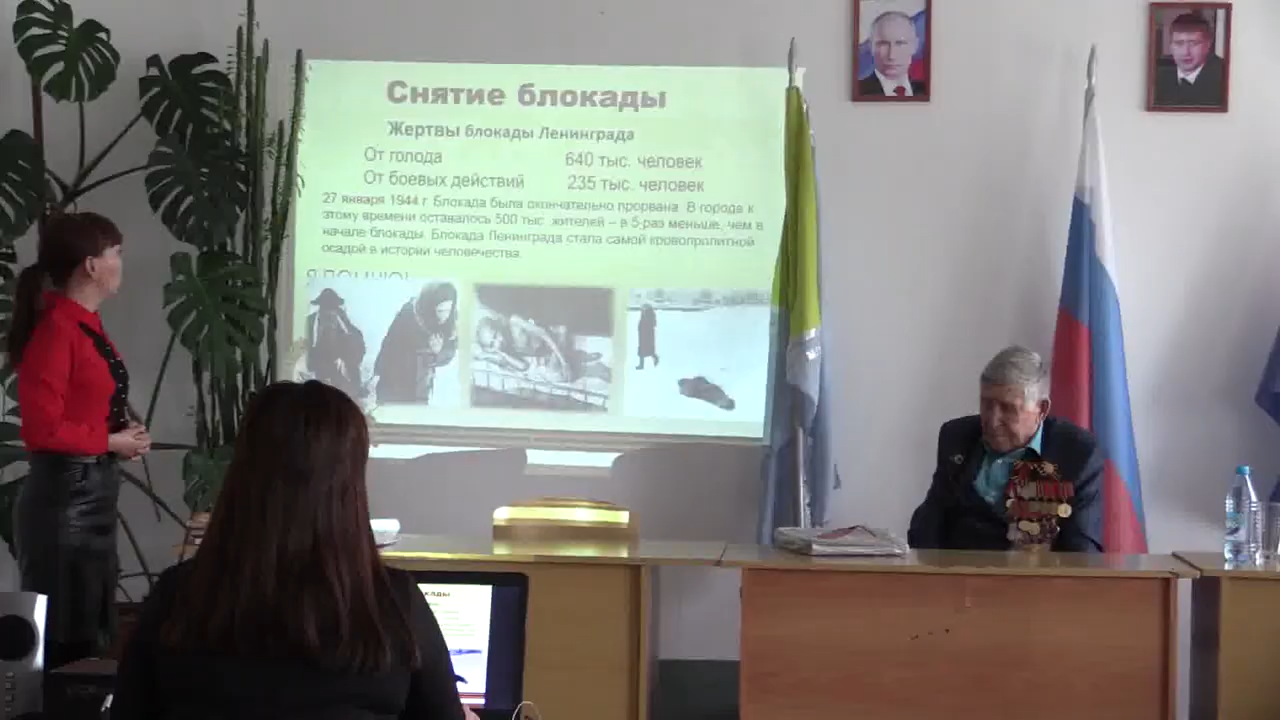 Снятие блокады
Жертвы блокады Ленинграда
От голода 640 тыс. человек
От боевых действий 235 тыс. человек
27 января 1944 г. Блокада была окончательно прорвана. В городе к
этому времени оставалось 500 тыс. жителей – в 5 раз меньше, чем в
начале блокады. Блокада Ленинграда стала самой кровопролитной
осадой в истории человечества.
Я ПОМНЮ!